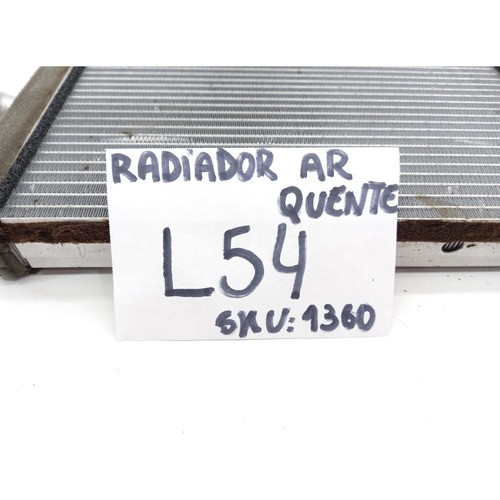 RADiADOR AR
QUENTE
L54
SKU: 1360